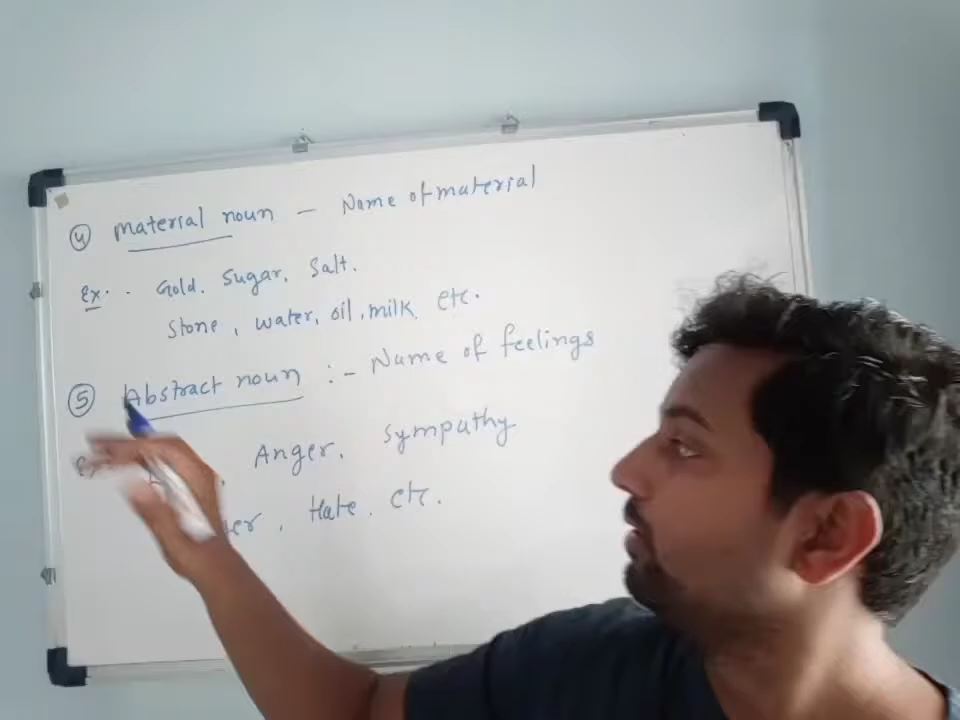 ④ Material noun — Name of material
Ex. . Gold. Sugar. Salt.
Stone, water, oil, milk, etc.
⑤ Abstract noun :- Name of feelings
Ex Anger. Sympathy
Hate. etc.